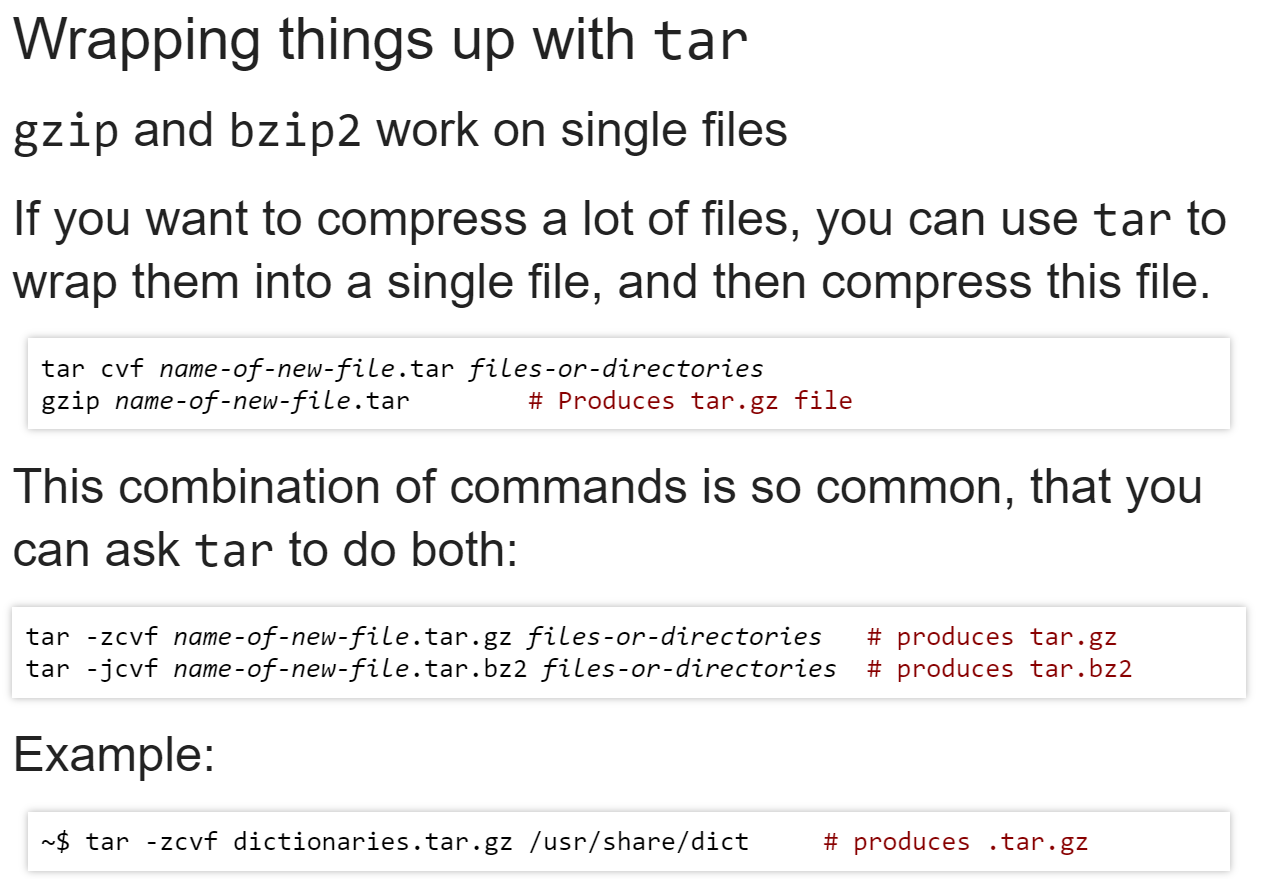 Wrapping things up with tar
gzip and bzip2 work on single files
If you want to compress a lot of files, you can use tar to
wrap them into a single file, and then compress this file.
tar cvf name-of-new-file.tar files-or-directories
gzip name-of-new-file.tar        # Produces tar.gz file
This combination of commands is so common, that you
can ask tar to do both:
tar -zcvf name-of-new-file.tar.gz files-or-directories   # produces tar.gz
tar -jcvf name-of-new-file.tar.bz2 files-or-directories  # produces tar.bz2
Example:
~$ tar -zcvf dictionaries.tar.gz /usr/share/dict     # produces .tar.gz